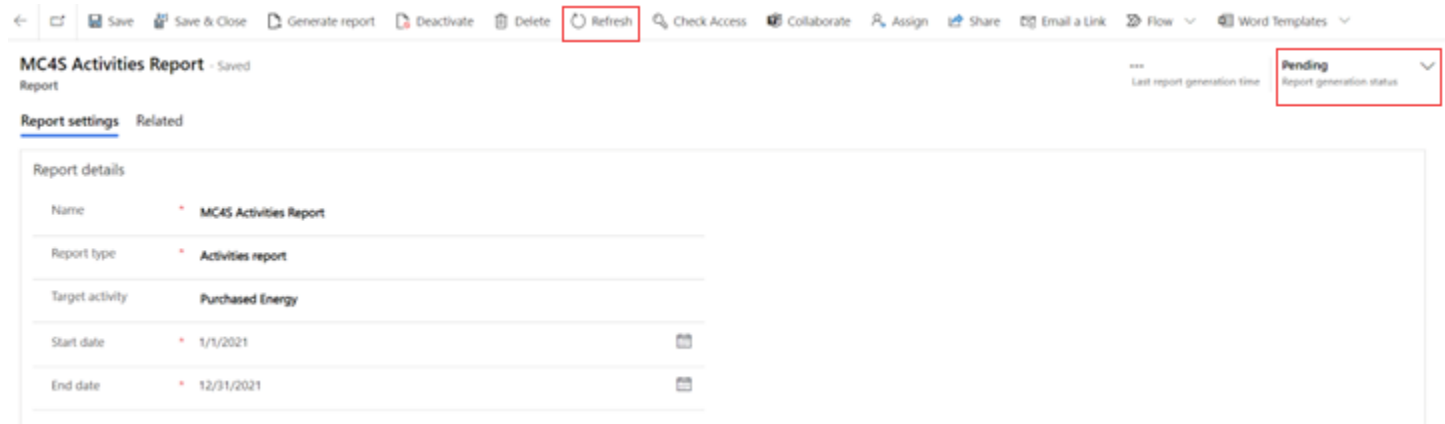 Save Save & Close Generate report Deactivate Delete Refresh Check Access Collaborate Assign Share Email a Link Flow Word Templates
MC4S Activities Report - Saved
Report
--- Last report generation time
Pending
Report generation status
Report settings Related
Report details
Name * MC4S Activities Report
Report type * Activities report
Target activity Purchased Energy
Start date * 1/1/2021
End date * 12/31/2021